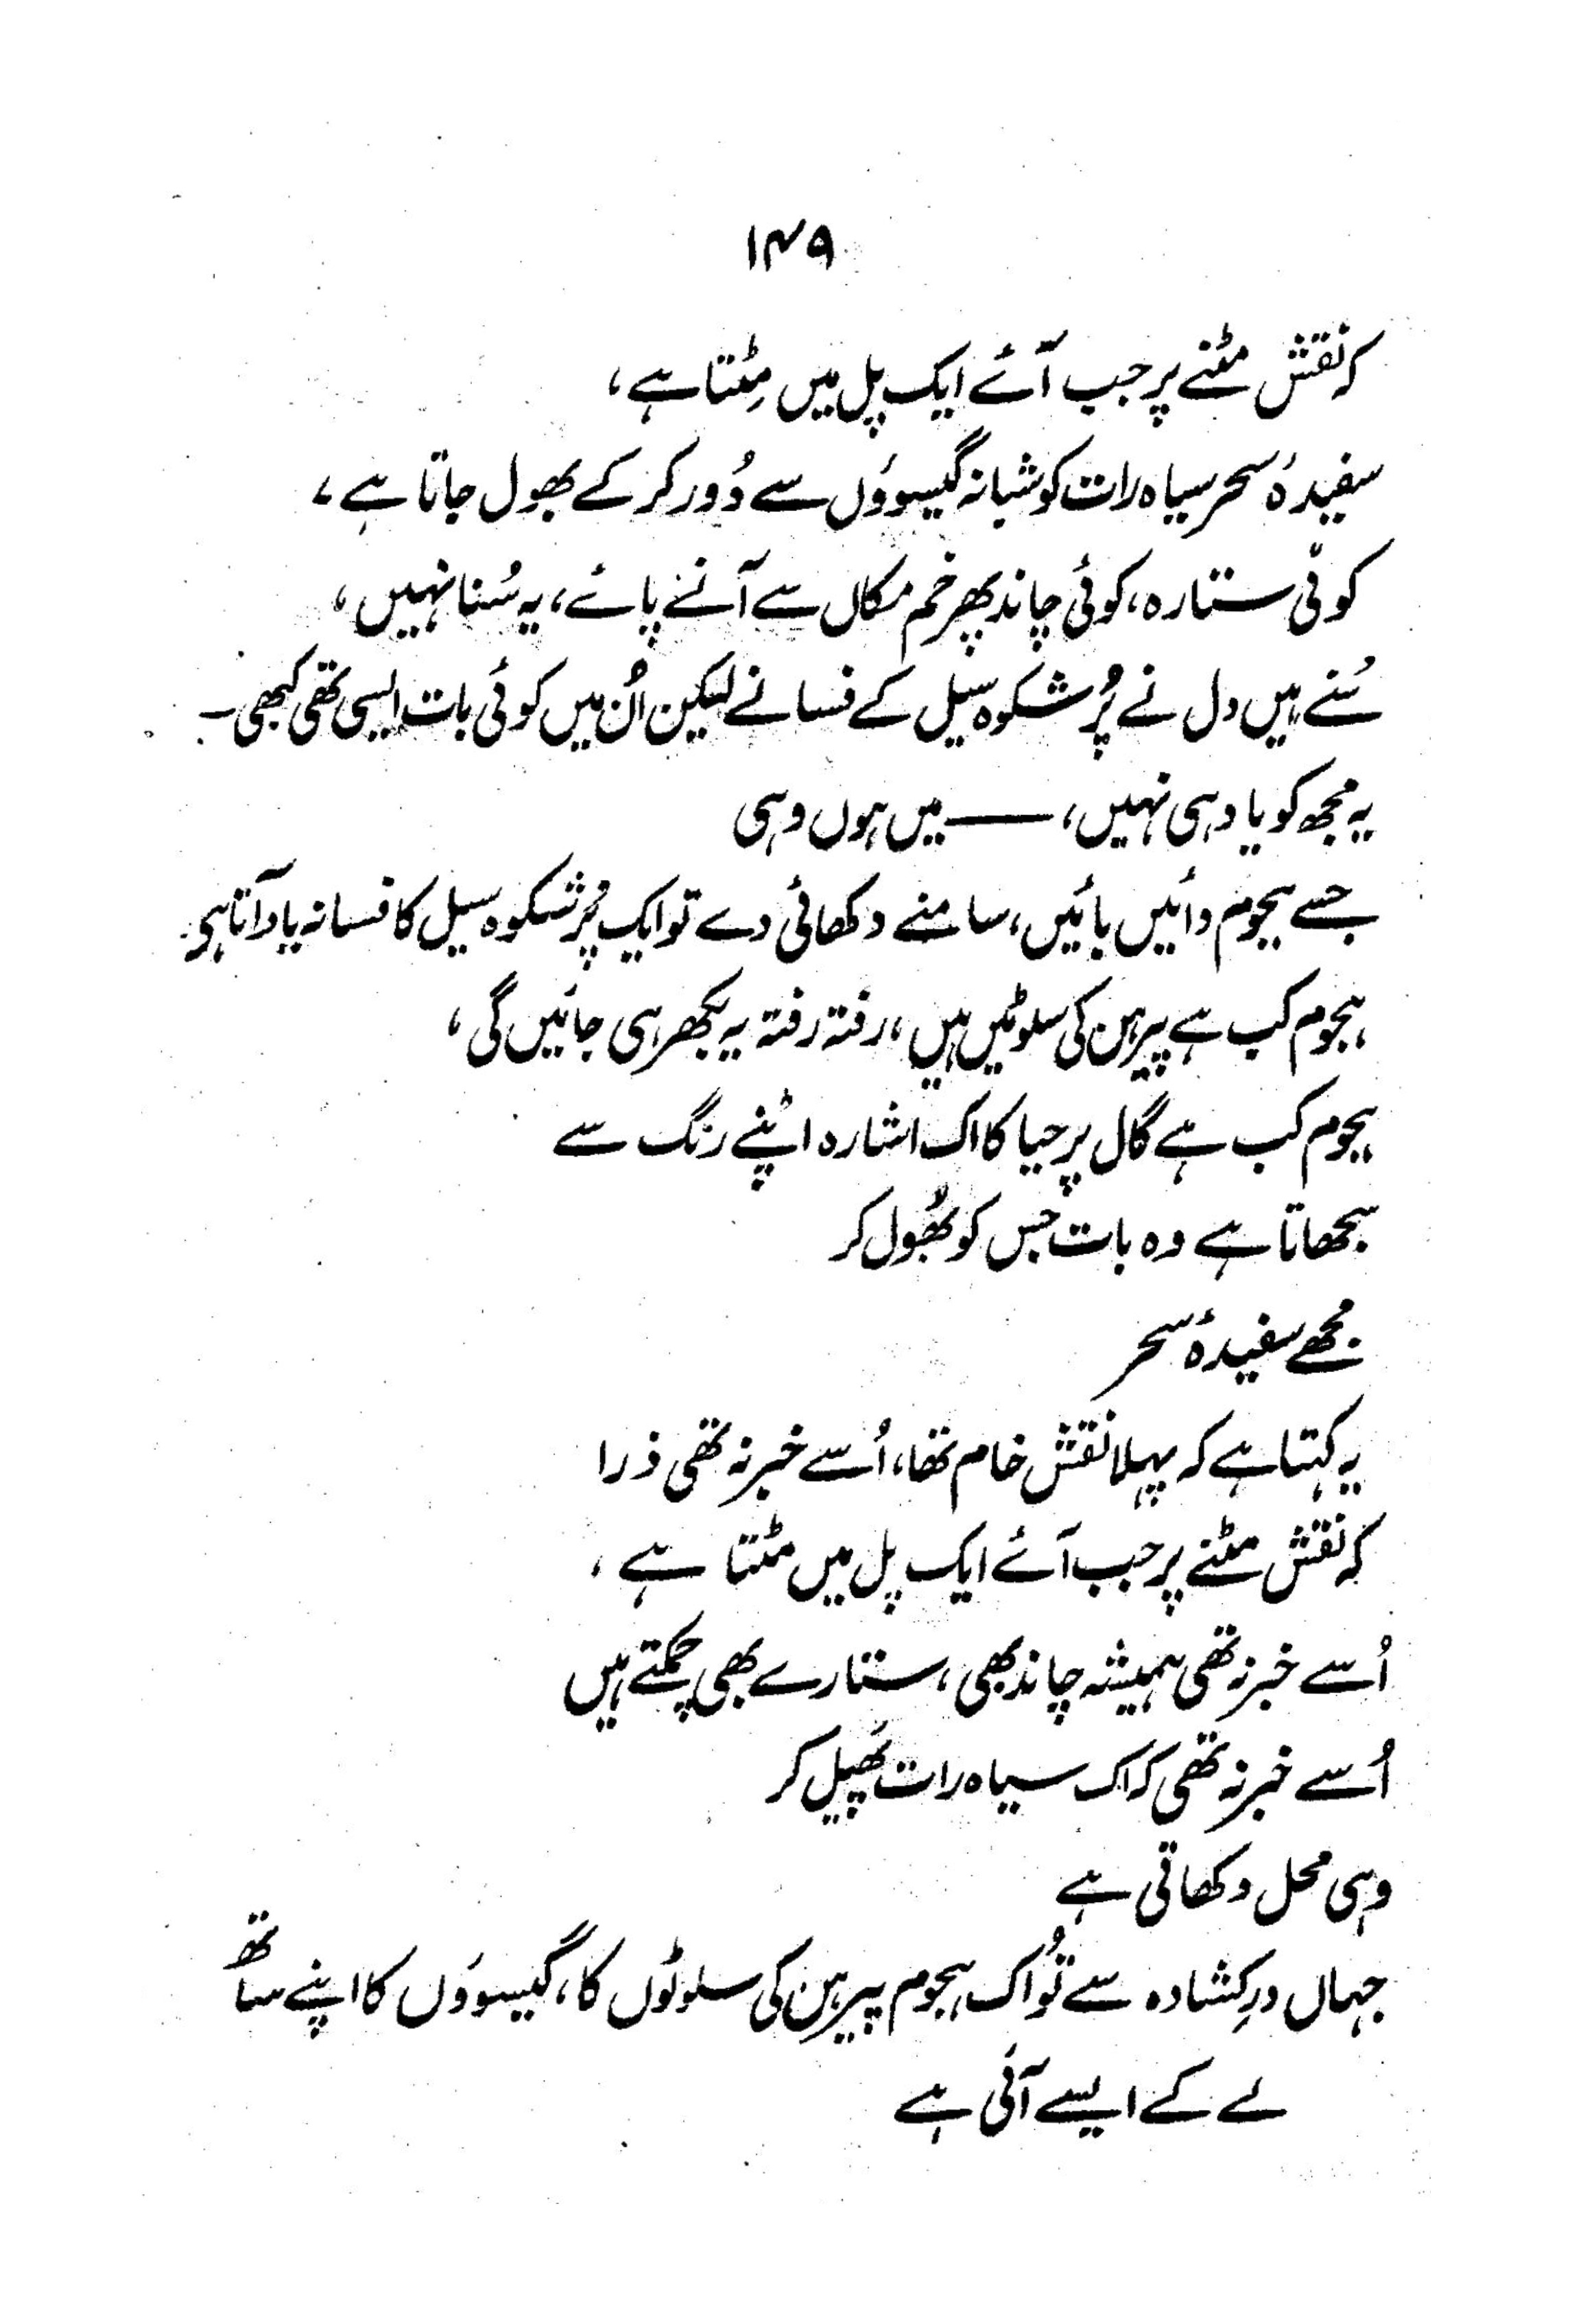 ۱۴۹
کہ نقش مٹنے پر جب آئے ایک پل میں مِٹتا ہے،
سفیدۂ سحر سیاہ رات کو شبانہ گیسوؤں سے دُور کر کے بھول جاتا ہے،
کوئی ستارہ، کوئی چاند پھر خم مکال سے آنے پائے، یہ سُنا نہیں،
سُنے ہیں دل نے پُر شکوہ سیل کے فسانے لیکن اُن میں کوئی بات ایسی تھی کبھی۔
یہ مجھ کو یاد ہی نہیں، —— میں ہوں وہی
جسے ہجوم دائیں بائیں، سامنے دکھائی دے تو ایک پُر شکوہ سیل کا فسانہ یاد آتا ہی۔
ہجوم کب ہے پیرہن کی سلوٹیں ہیں، رفتہ رفتہ یہ بکھر ہی جائیں گی،
ہجوم کب ہے گال پر حیا کا اک اشارہ اپنے رنگ سے
سجھاتا ہے وہ بات جس کو بھُول کر
مجھے سفیدۂ سحر
یہ کہتا ہے کہ پہلا نقش خام تھا، اُسے خبر نہ تھی ذرا
کہ نقش مٹنے پر جب آئے ایک پل میں مٹتا ہے،
اُسے خبر نہ تھی ہمیشہ چاند بھی، ستارے بھی چمکتے ہیں
اُسے خبر نہ تھی کہ اک سیاہ رات پھیل کر
وہی محل دکھاتی ہے
جہاں درِ کشادہ سے تُو اک ہجوم پیرہن کی سلوٹوں کا، گیسوؤں کا اپنے ساتھ
لے کے ایسے آئی ہے